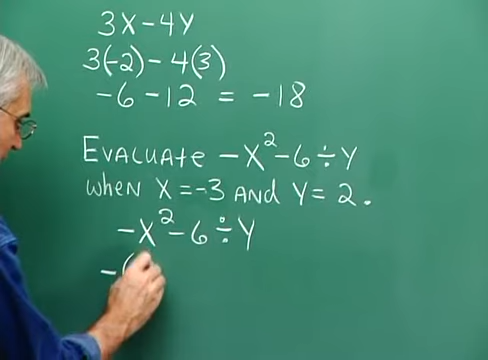 3X - 4Y
3(-2) - 4(3)
-6 - 12 = -18
EVALUATE -X² - 6 ÷ Y
WHEN X = -3 AND Y = 2.
-X² - 6 ÷ Y
-(